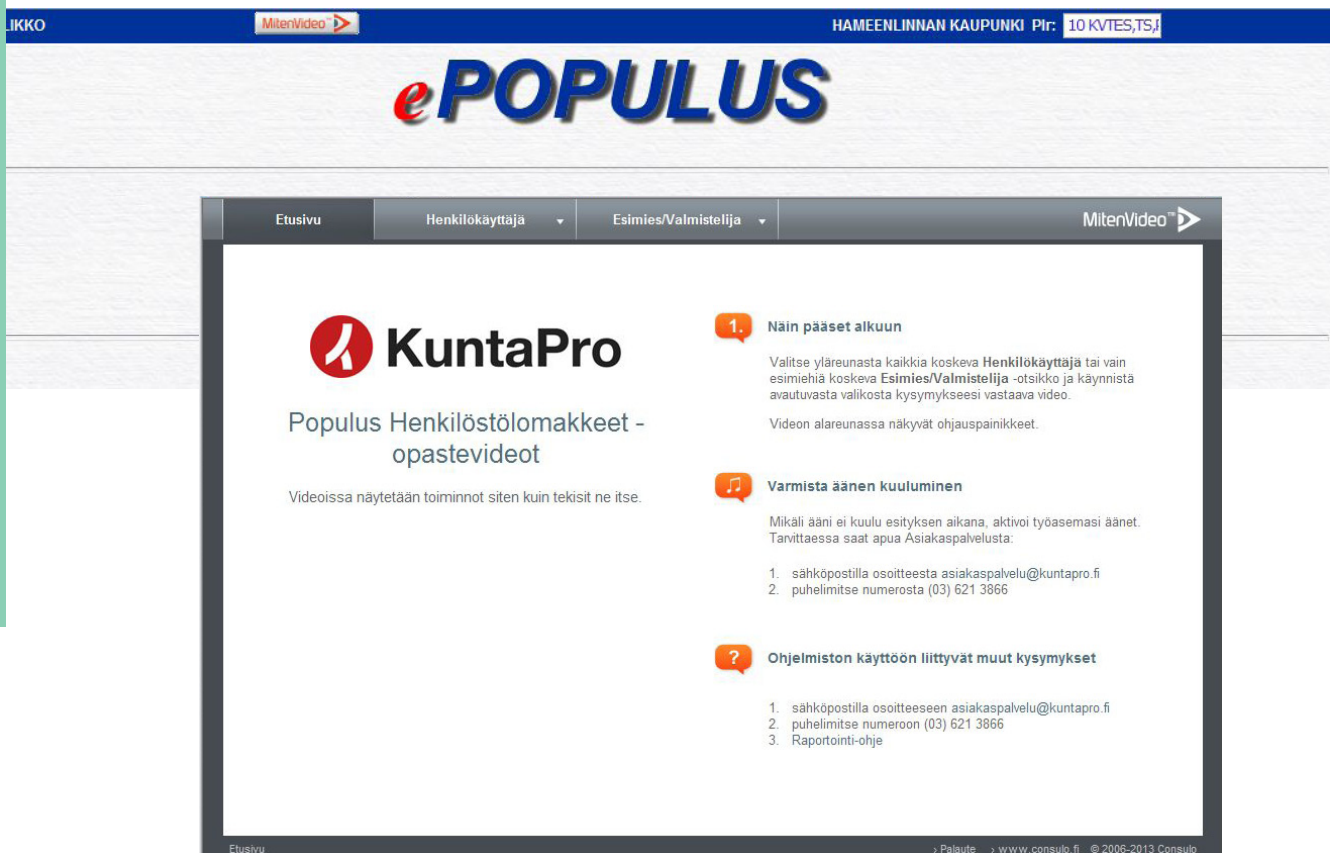 IKKO
MitenVideo™
HAMEENLINNAN KAUPUNKI Plr: 10 KVTES,TS,
ePOPULUS
Etusivu
Henkilökäyttäjä
Esimies/Valmistelija
MitenVideo™
KuntaPro
Populus Henkilöstölomakkeet -
opastevideot
Videoissa näytetään toiminnot siten kuin tekisit ne itse.
1. Näin pääset alkuun
Valitse yläreunasta kaikkia koskeva Henkilökäyttäjä tai vain
esimiehiä koskeva Esimies/Valmistelija -otsikko ja käynnistä
avautuvasta valikosta kysymykseesi vastaava video.
Videon alareunassa näkyvät ohjauspainikkeet.
Varmista äänen kuuluminen
Mikäli ääni ei kuulu esityksen aikana, aktivoi työasemasi äänet.
Tarvittaessa saat apua Asiakaspalvelusta:
1. sähköpostilla osoitteesta asiakaspalvelu@kuntapro.fi
2. puhelimitse numerosta (03) 621 3866
? Ohjelmiston käyttöön liittyvät muut kysymykset
1. sähköpostilla osoitteeseen asiakaspalvelu@kuntapro.fi
2. puhelimitse numeroon (03) 621 3866
3. Raportointi-ohje
Etusivu
› Palaute › www.consulo.fi © 2006-2013 Consulo